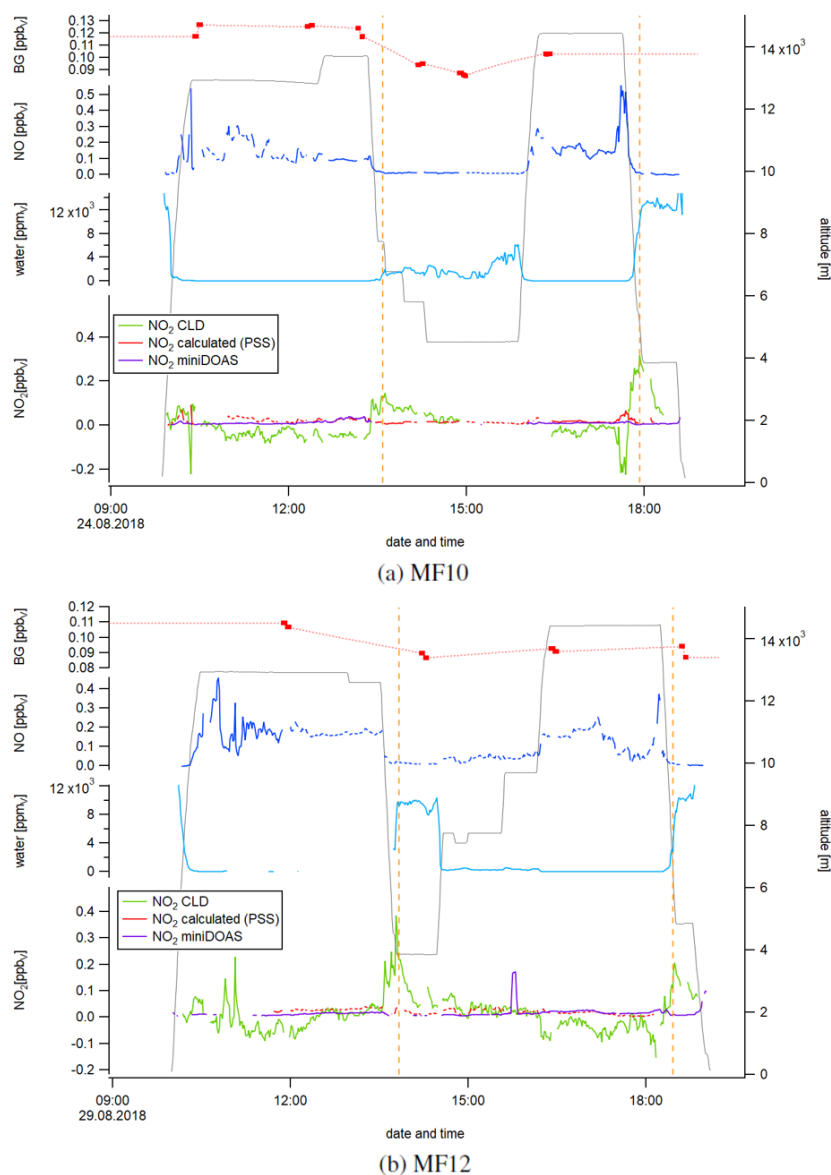 BG [ppbV]
0.13
0.12
0.11
0.10
0.09
NO [ppbV]
0.5
0.4
0.3
0.2
0.1
0.0
water [ppmV]
12 x10³
8
4
0
NO2[ppbV]
0.4
0.2
0.0
-0.2
NO2 CLD
NO2 calculated (PSS)
NO2 miniDOAS
14 x10³
12
10
8
6
4
2
0
altitude [m]
09:00
24.08.2018
12:00
15:00
18:00
date and time
(a) MF10
BG [ppbV]
0.12
0.11
0.10
0.09
0.08
NO [ppbV]
0.4
0.3
0.2
0.1
0.0
water [ppmV]
12 x10³
8
4
0
NO2[ppbV]
0.4
0.3
0.2
0.1
0.0
-0.1
-0.2
NO2 CLD
NO2 calculated (PSS)
NO2 miniDOAS
14 x10³
12
10
8
6
4
2
0
altitude [m]
09:00
29.08.2018
12:00
15:00
18:00
date and time
(b) MF12